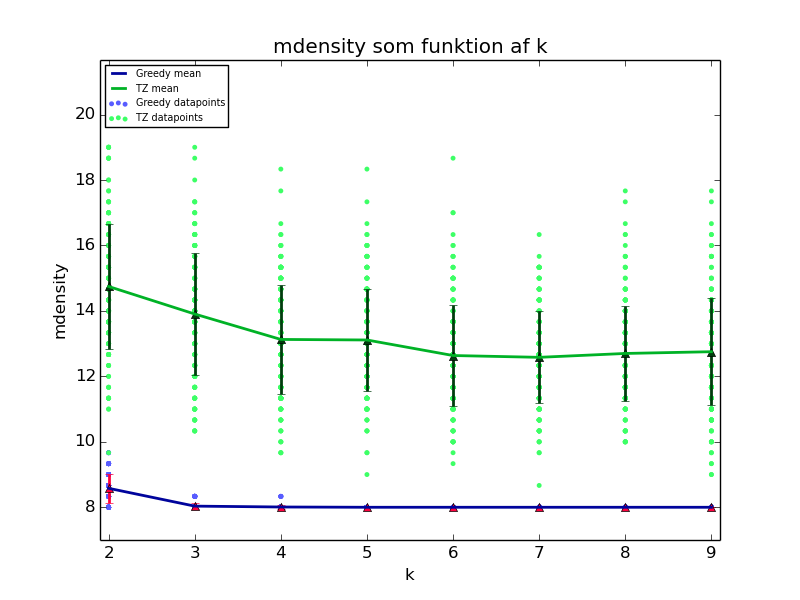 mdensity som funktion af k
Greedy mean
TZ mean
Greedy datapoints
TZ datapoints
20
18
16
14
12
10
8
mdensity
2 3 4 5 6 7 8 9
k